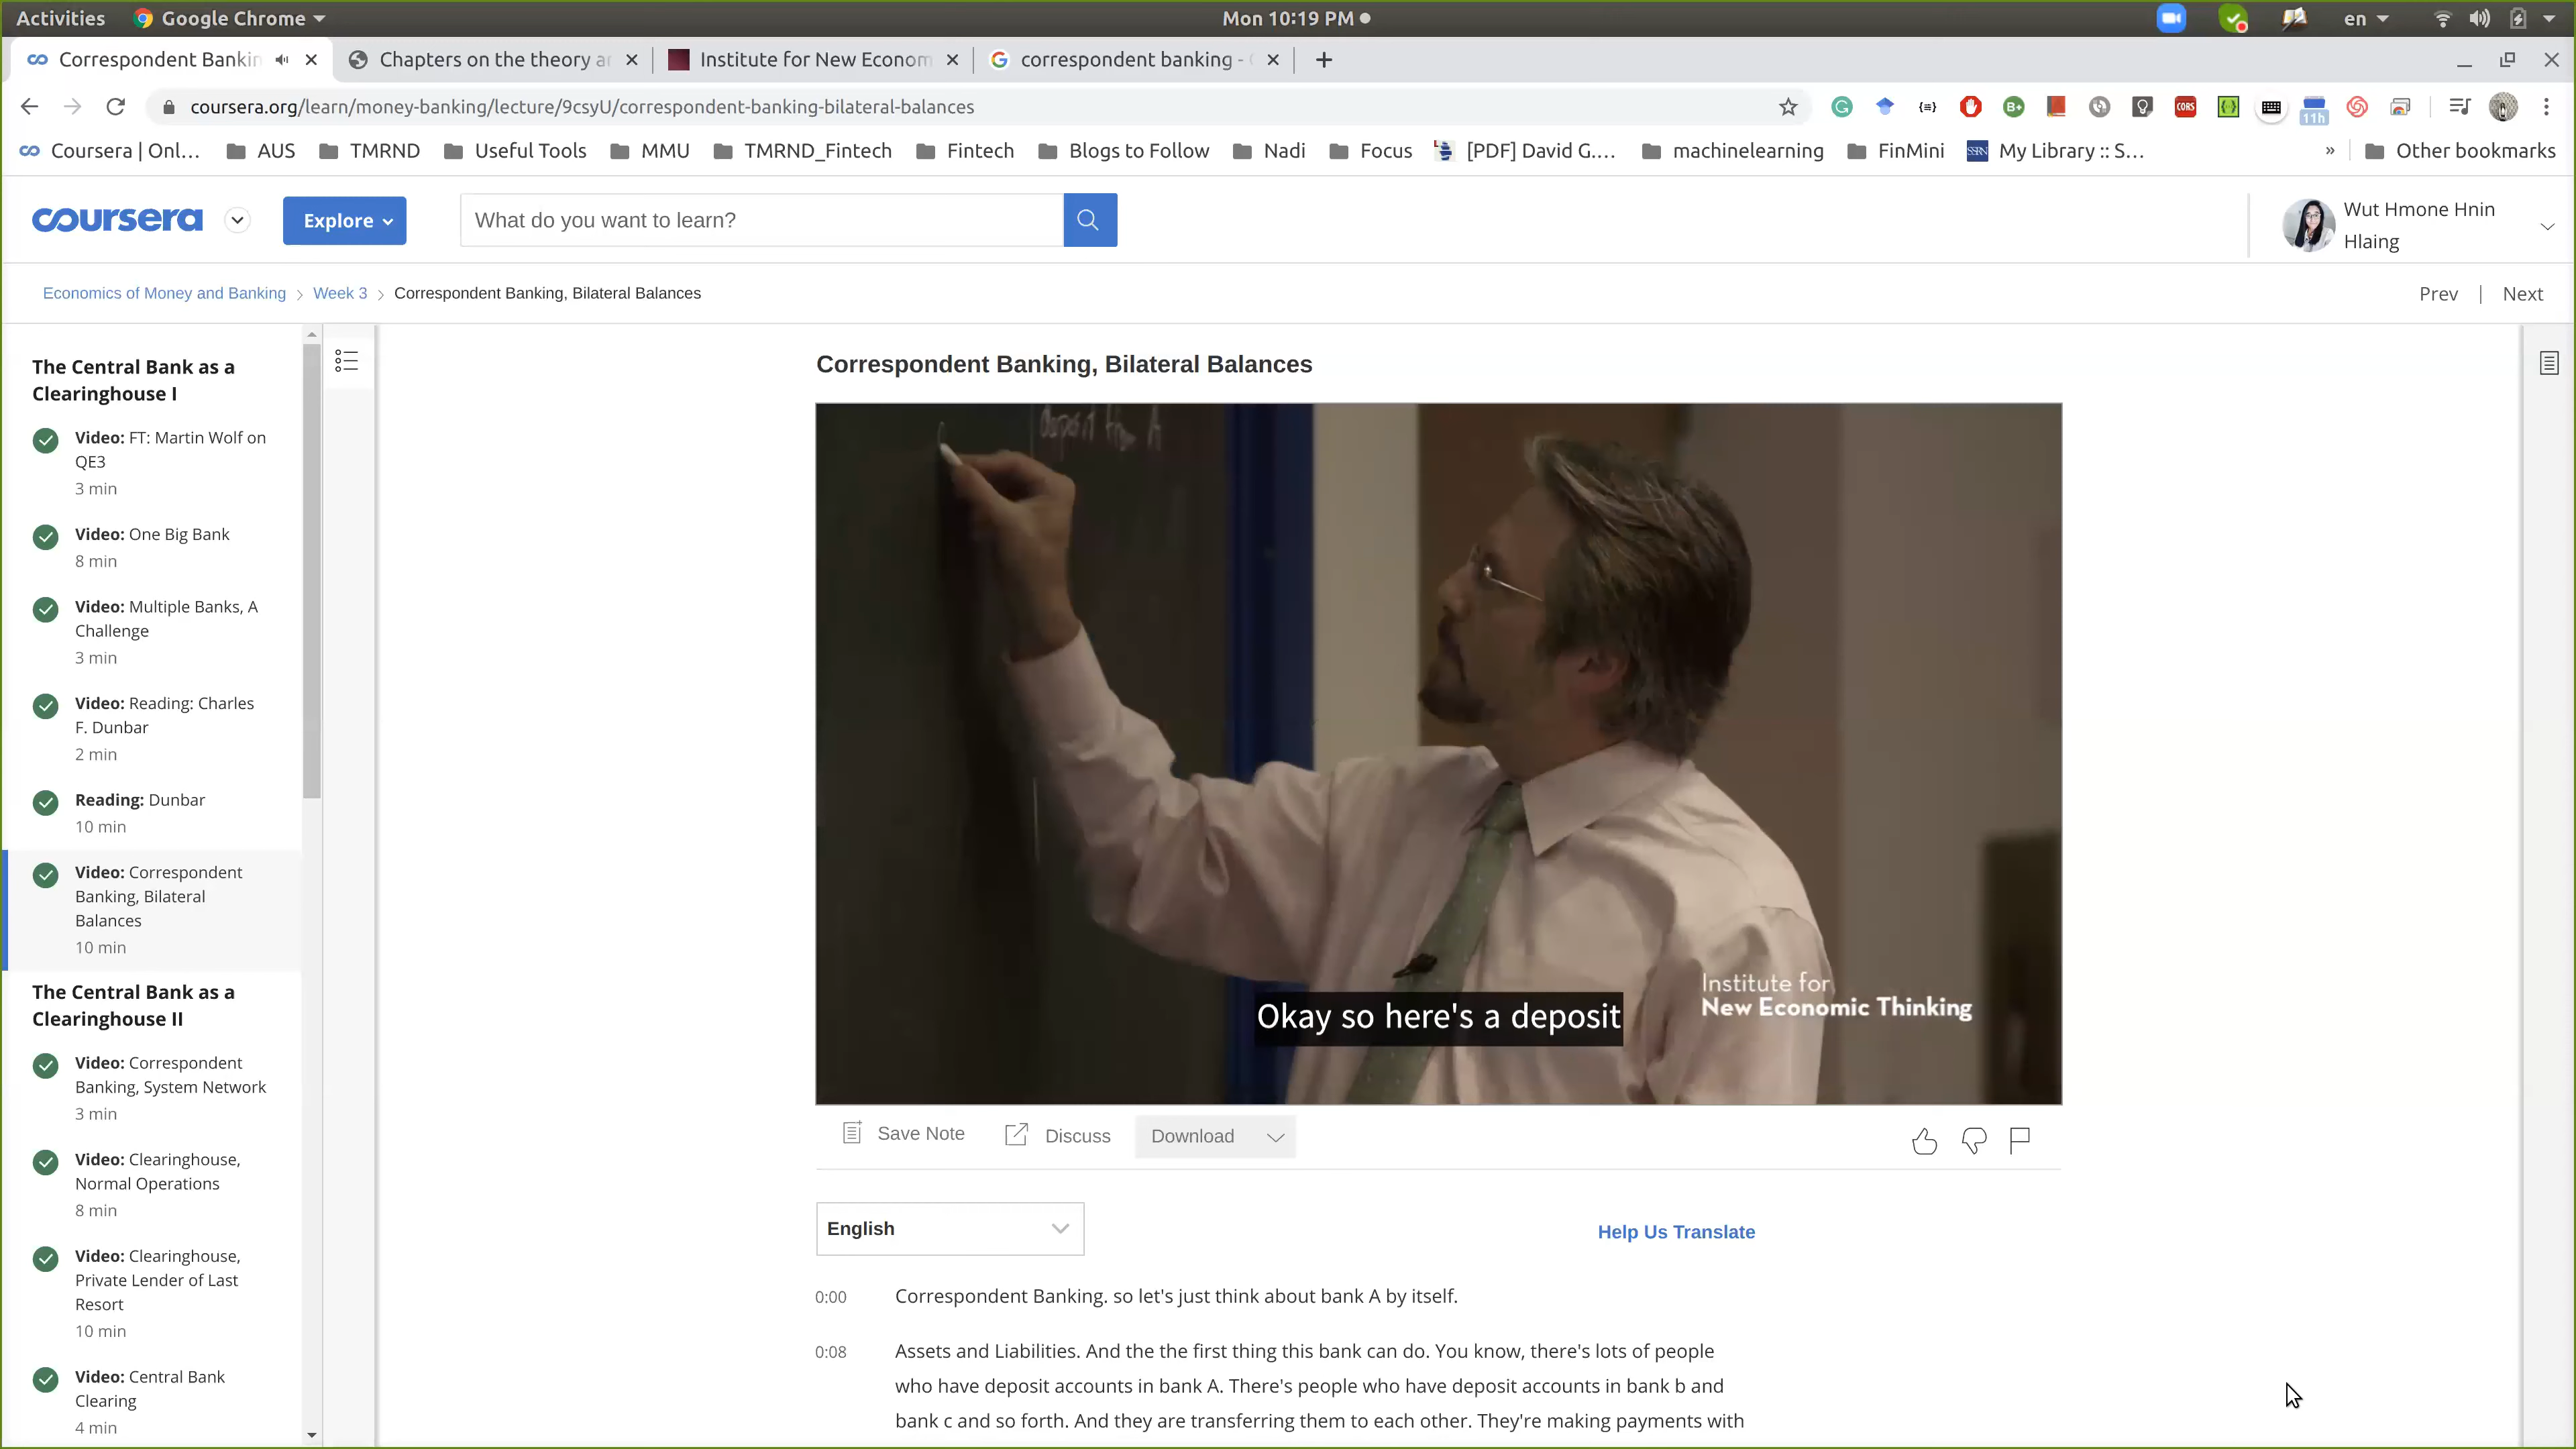 Activities
Google Chrome
Mon 10:19 PM
en
Correspondent Bankin
Chapters on the theory a
Institute for New Econom
correspondent banking -
coursera.org/learn/money-banking/lecture/9csyU/correspondent-banking-bilateral-balances
B+
CORS
11h
Coursera | Onl...
AUS
TMRND
Useful Tools
MMU
TMRND_Fintech
Fintech
Blogs to Follow
Nadi
Focus
[PDF] David G....
machinelearning
FinMini
SSRN
My Library :: S...
»
Other bookmarks
coursera
Explore
What do you want to learn?
Wut Hmone Hnin
Hlaing
Economics of Money and Banking > Week 3 > Correspondent Banking, Bilateral Balances
Prev | Next
The Central Bank as a
Clearinghouse I
Video: FT: Martin Wolf on
QE3
3 min
Video: One Big Bank
8 min
Video: Multiple Banks, A
Challenge
3 min
Video: Reading: Charles
F. Dunbar
2 min
Reading: Dunbar
10 min
Video: Correspondent
Banking, Bilateral
Balances
10 min
The Central Bank as a
Clearinghouse II
Video: Correspondent
Banking, System Network
3 min
Video: Clearinghouse,
Normal Operations
8 min
Video: Clearinghouse,
Private Lender of Last
Resort
10 min
Video: Central Bank
Clearing
4 min
Correspondent Banking, Bilateral Balances
deposit A
Institute for
New Economic Thinking
Okay so here's a deposit
Save Note
Discuss
Download
English
Help Us Translate
0:00
Correspondent Banking. so let's just think about bank A by itself.
0:08
Assets and Liabilities. And the the first thing this bank can do. You know, there's lots of people
who have deposit accounts in bank A. There's people who have deposit accounts in bank b and
bank c and so forth. And they are transferring them to each other. They're making payments with